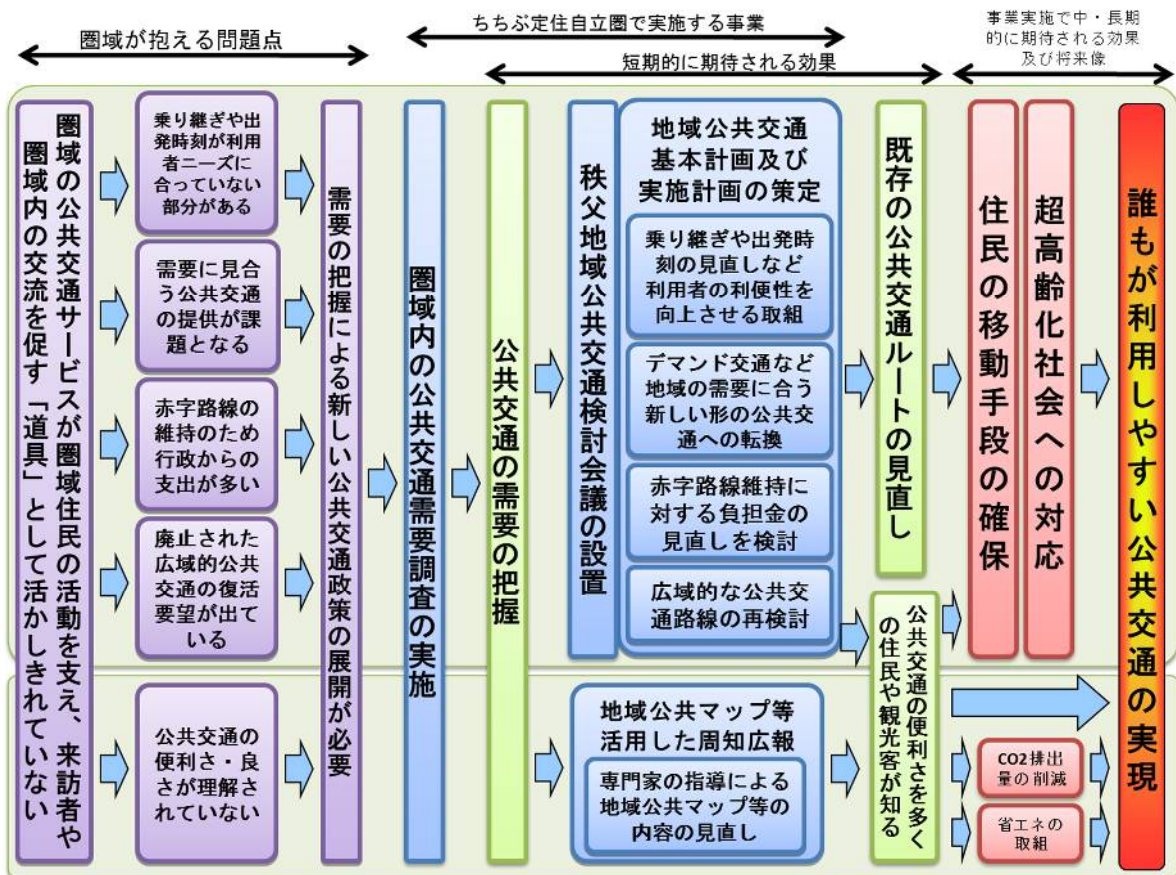 圏域が抱える問題点
ちちぶ定住自立圏で実施する事業
短期的に期待される効果
事業実施で中・長期
的に期待される効果
及び将来像
圏域の公共交通サービスが圏域住民の活動を支え、来訪者や
圏域内の交流を促す「道具」として活かしきれていない
乗り継ぎや出
発時刻が利用
者ニーズに
合っていない
部分がある
需要に見合
う公共交通
の提供が課
題となる
赤字路線の
維持のため
行政からの
支出が多い
廃止された
広域的公共
交通の復活
要望が出て
いる
公共交通の
便利さ・良
さが理解さ
れていない
需要の把握による新しい公共交通政策の展開が必要
圏域内の公共交通需要調査の実施
公共交通の需要の把握
秩父地域公共交通検討会議の設置
地域公共交通
基本計画及び
実施計画の策定
乗り継ぎや出発時
刻の見直しなど
利用者の利便性を
向上させる取組
デマンド交通など
地域の需要に合う
新しい形の公共交
通への転換
赤字路線維持に
対する負担金の
見直しを検討
広域的な公共交
通路線の再検討
地域公共マップ等
活用した周知広報
専門家の指導による
地域公共マップ等の
内容の見直し
既存の公共交通ルートの見直し
公共交通の便利さを多く
の住民や観光客が知る
住民の移動手段の確保
超高齢化社会への対応
CO2排出
量の削減
省エネの
取組
誰もが利用しやすい公共交通の実現